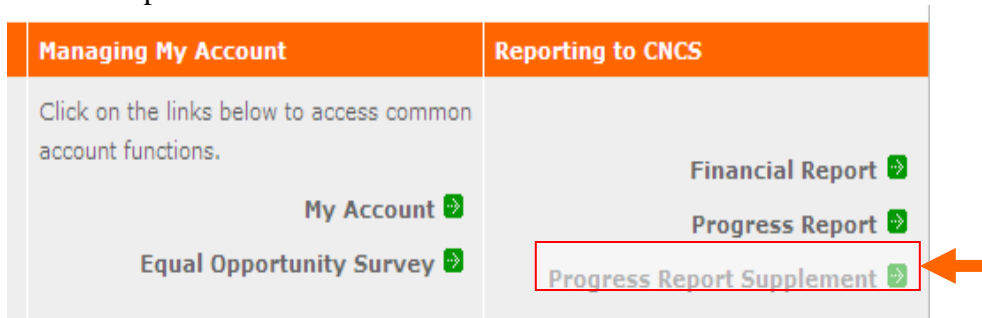 Managing My Account
Click on the links below to access common
account functions.
My Account
Equal Opportunity Survey
Reporting to CNCS
Financial Report
Progress Report
Progress Report Supplement